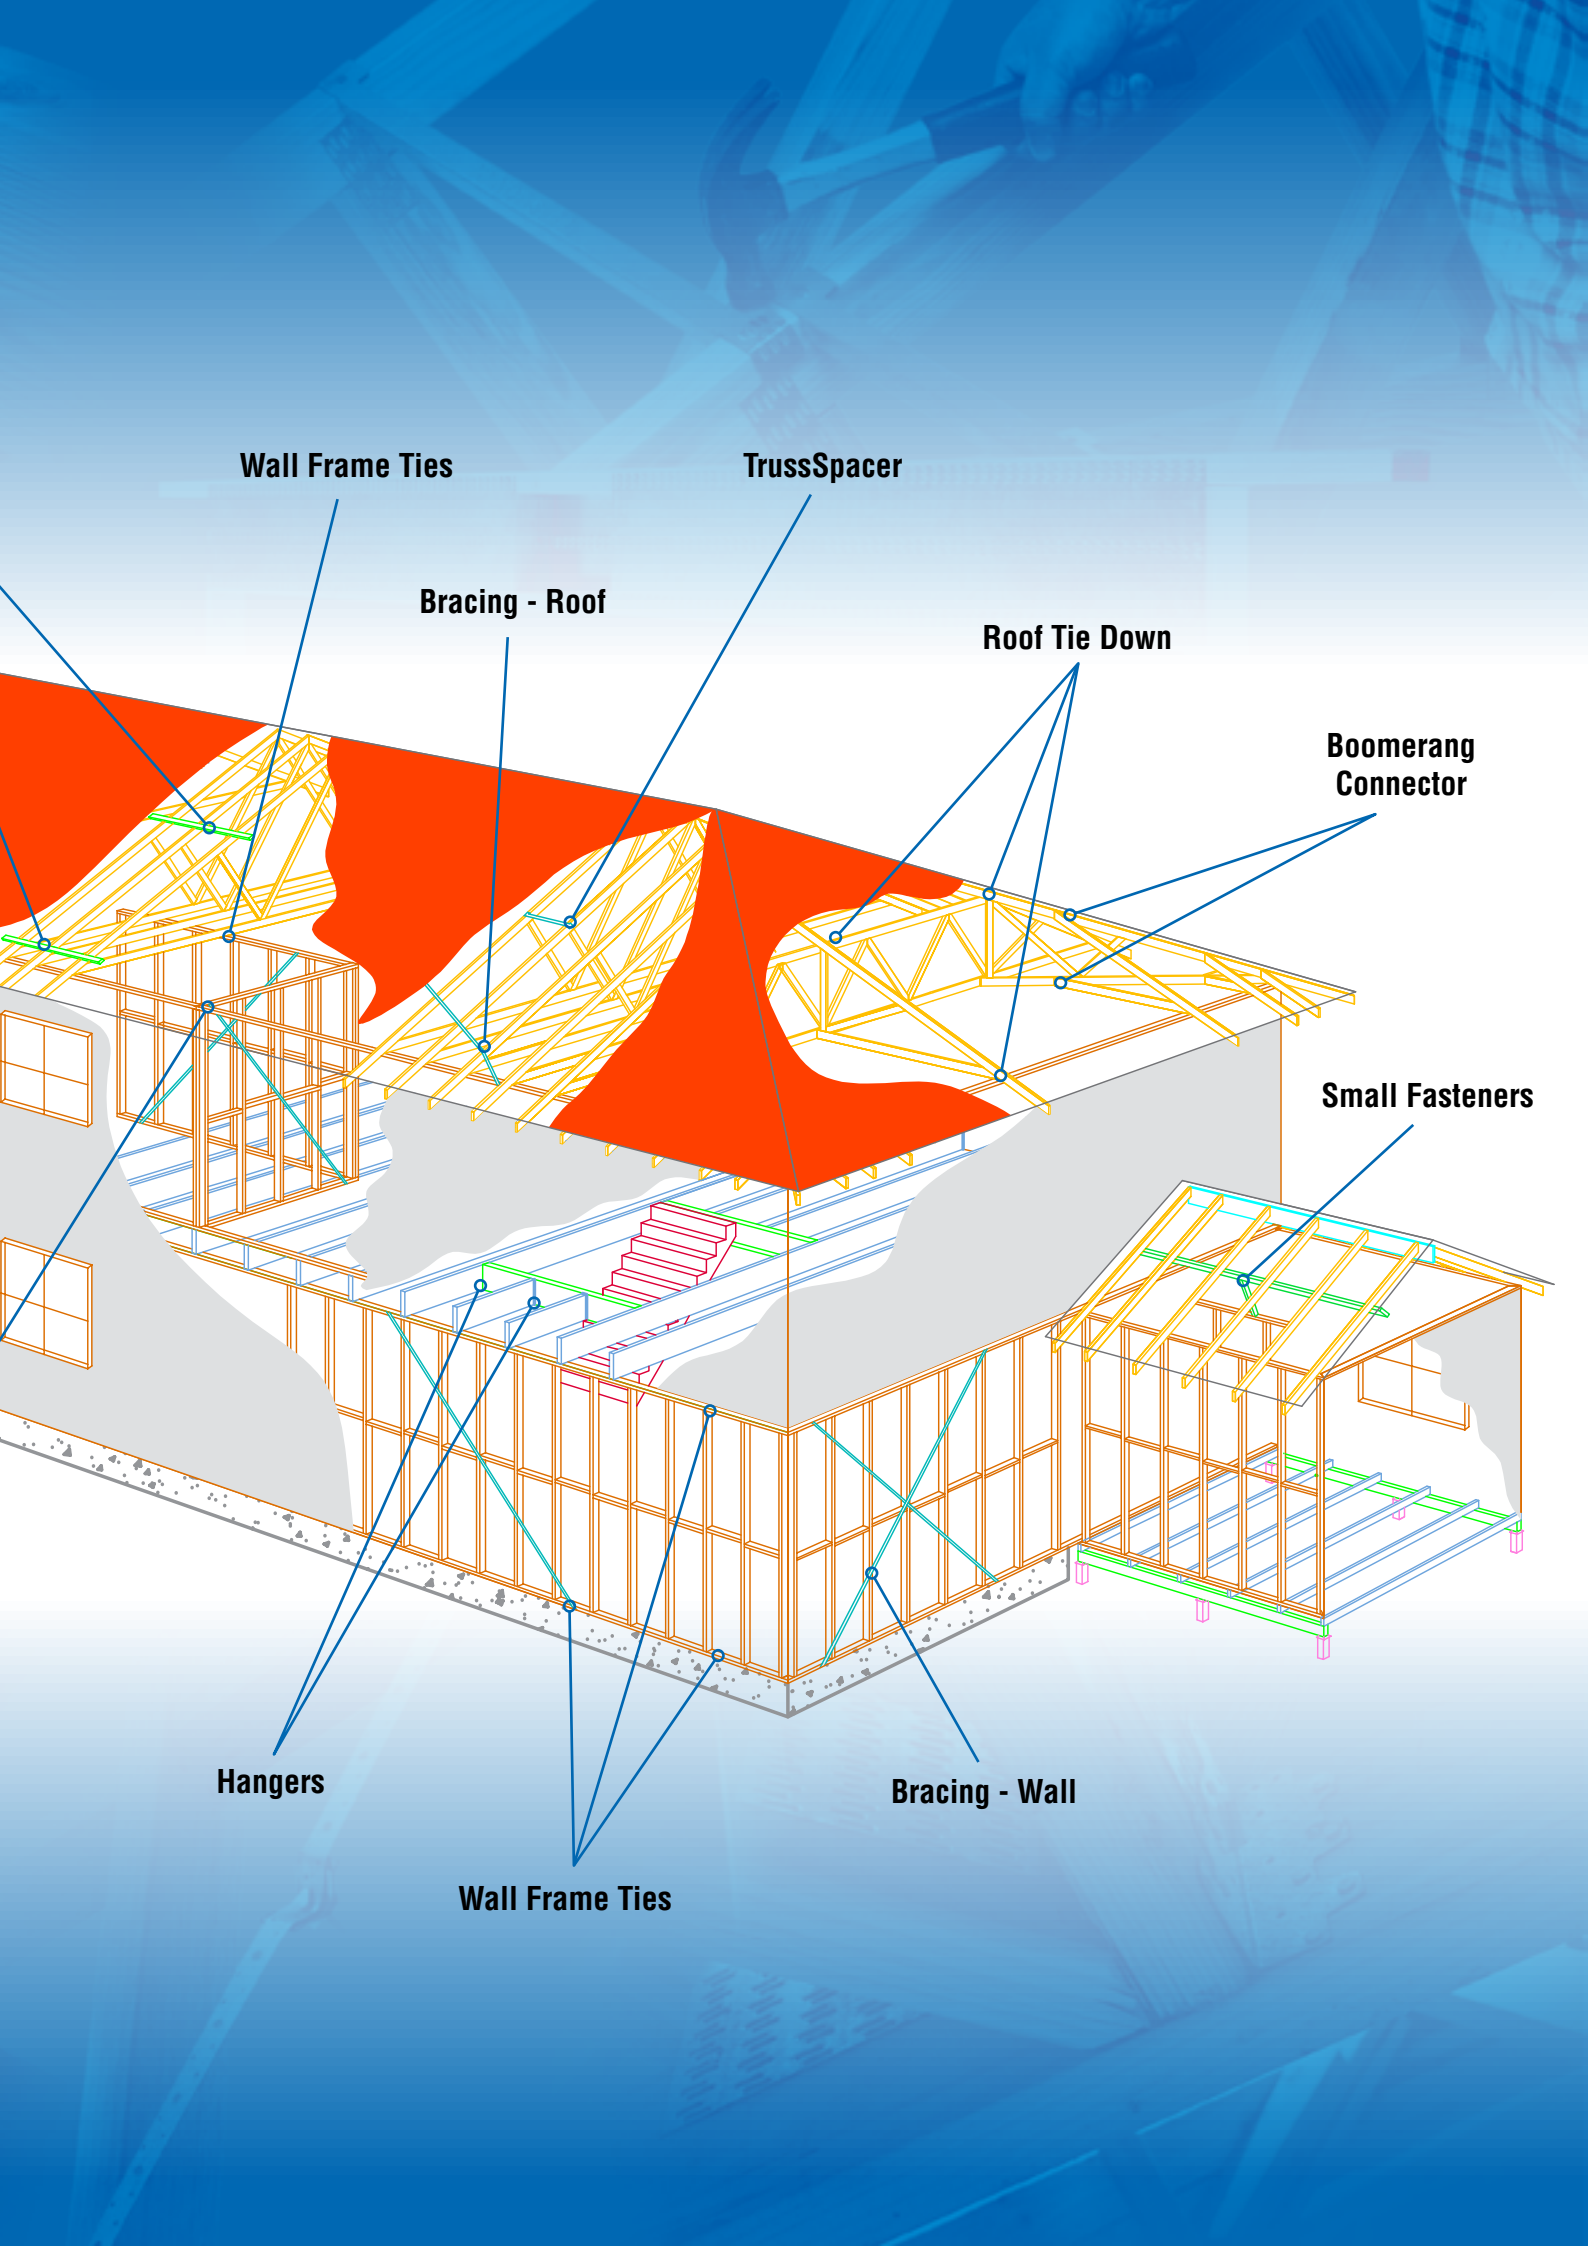 Wall Frame Ties
TrussSpacer
Bracing - Roof
Roof Tie Down
Boomerang
Connector
Small Fasteners
Hangers
Bracing - Wall
Wall Frame Ties